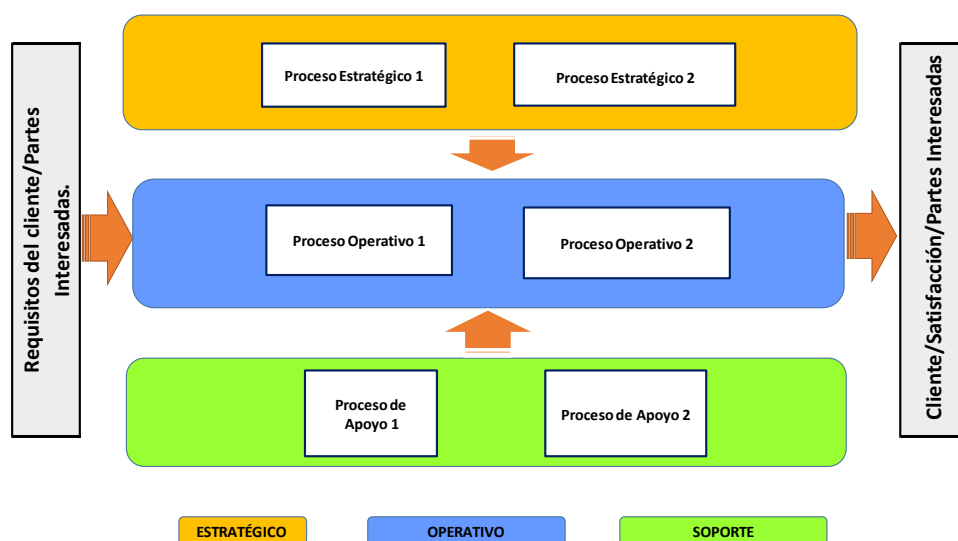 Requisitos del cliente/Partes
Interesadas.
Proceso Estratégico 1
Proceso Estratégico 2
Proceso Operativo 1
Proceso Operativo 2
Proceso de
Apoyo 1
Proceso de Apoyo 2
Cliente/Satisfacción/Partes Interesadas
ESTRATÉGICO
OPERATIVO
SOPORTE